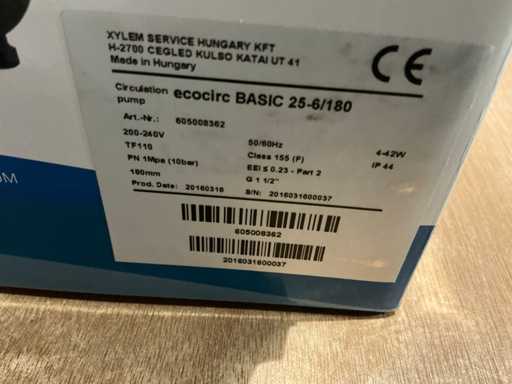 XYLEM SERVICE HUNGARY KFT
H-2700 CEGLED KULSO KATAI UT 41
Made in Hungary
CE
Circulation pump ecocirc BASIC 25-6/180
Art.-Nr.: 605008362
200-240V 50/60Hz 4-42W
TF110 Class 155 (F) IP 44
PN 1Mpa (10bar) EEI ≤ 0.23 - Part 2
180mm G 1 1/2"
Prod. Date: 20160316 S/N: 2016031600037
605008362
2016031600037
OM